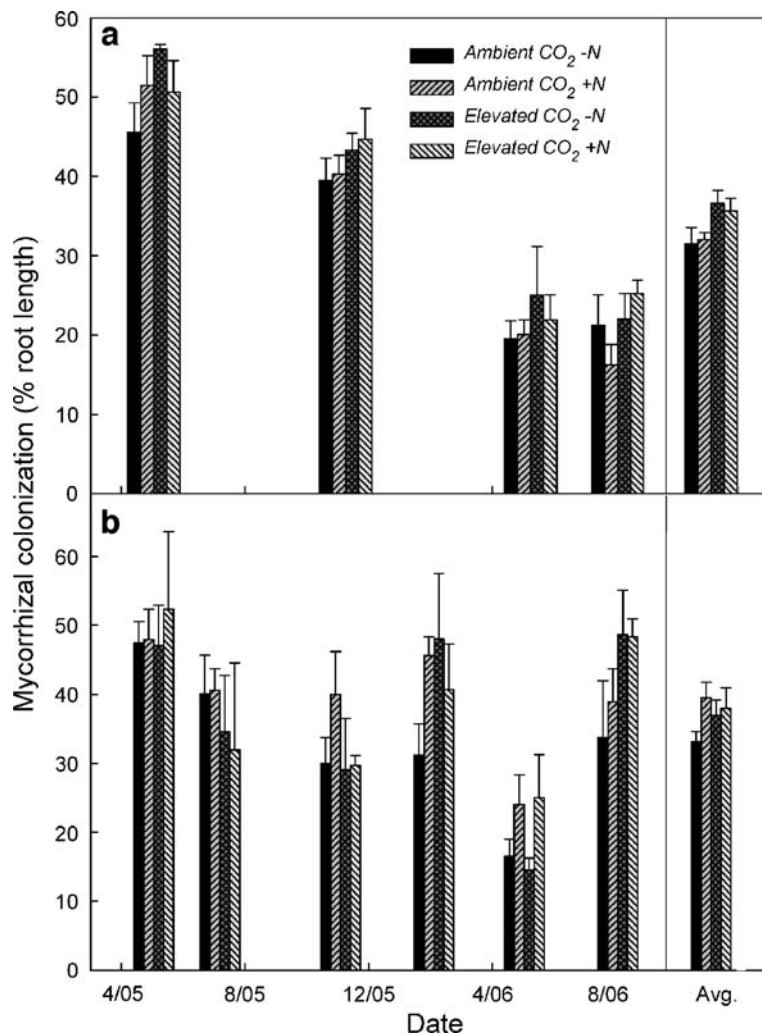 Mycorrhizal colonization (% root length)
a
60
50
40
30
20
10
0
Ambient CO2 -N
Ambient CO2 +N
Elevated CO2 -N
Elevated CO2 +N
b
60
50
40
30
20
10
0
4/05 8/05 12/05 4/06 8/06 Avg.
Date